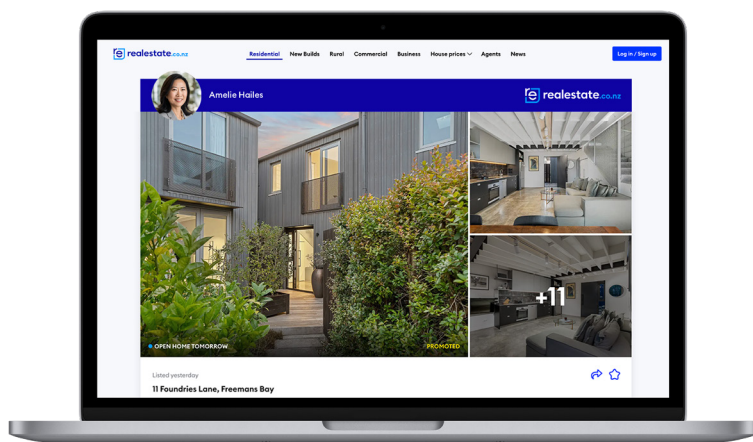 realestate.co.nz
Residential New Builds Rural Commercial Business House prices Agents News
Log in / Sign up
Amelie Hailes
realestate.co.nz
+11
OPEN HOME TOMORROW
PROMOTED
Listed yesterday
11 Foundries Lane, Freemans Bay